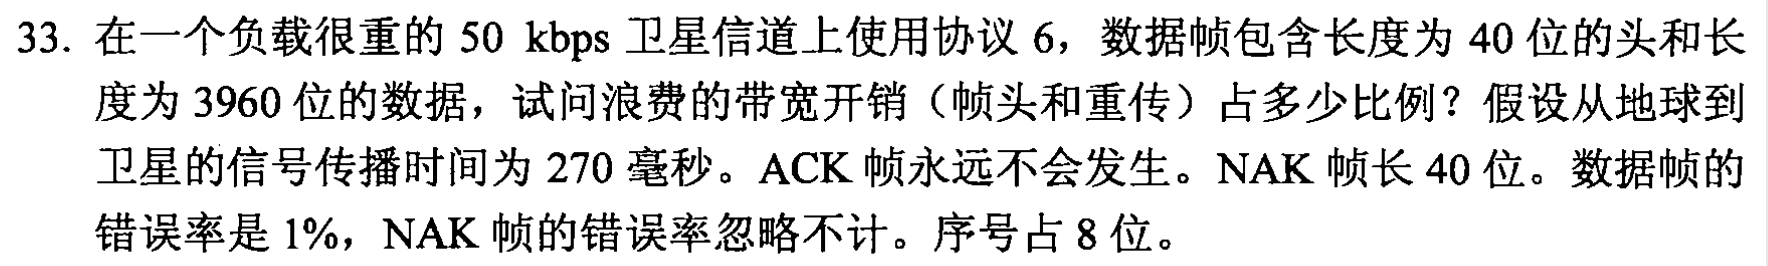 33. 在一个负载很重的 50 kbps 卫星信道上使用协议 6，数据帧包含长度为 40 位的头和长
度为 3960 位的数据，试问浪费的带宽开销（帧头和重传）占多少比例？假设从地球到
卫星的信号传播时间为 270 毫秒。ACK 帧永远不会发生。NAK 帧长 40 位。数据帧的
错误率是 1%，NAK 帧的错误率忽略不计。序号占 8 位。